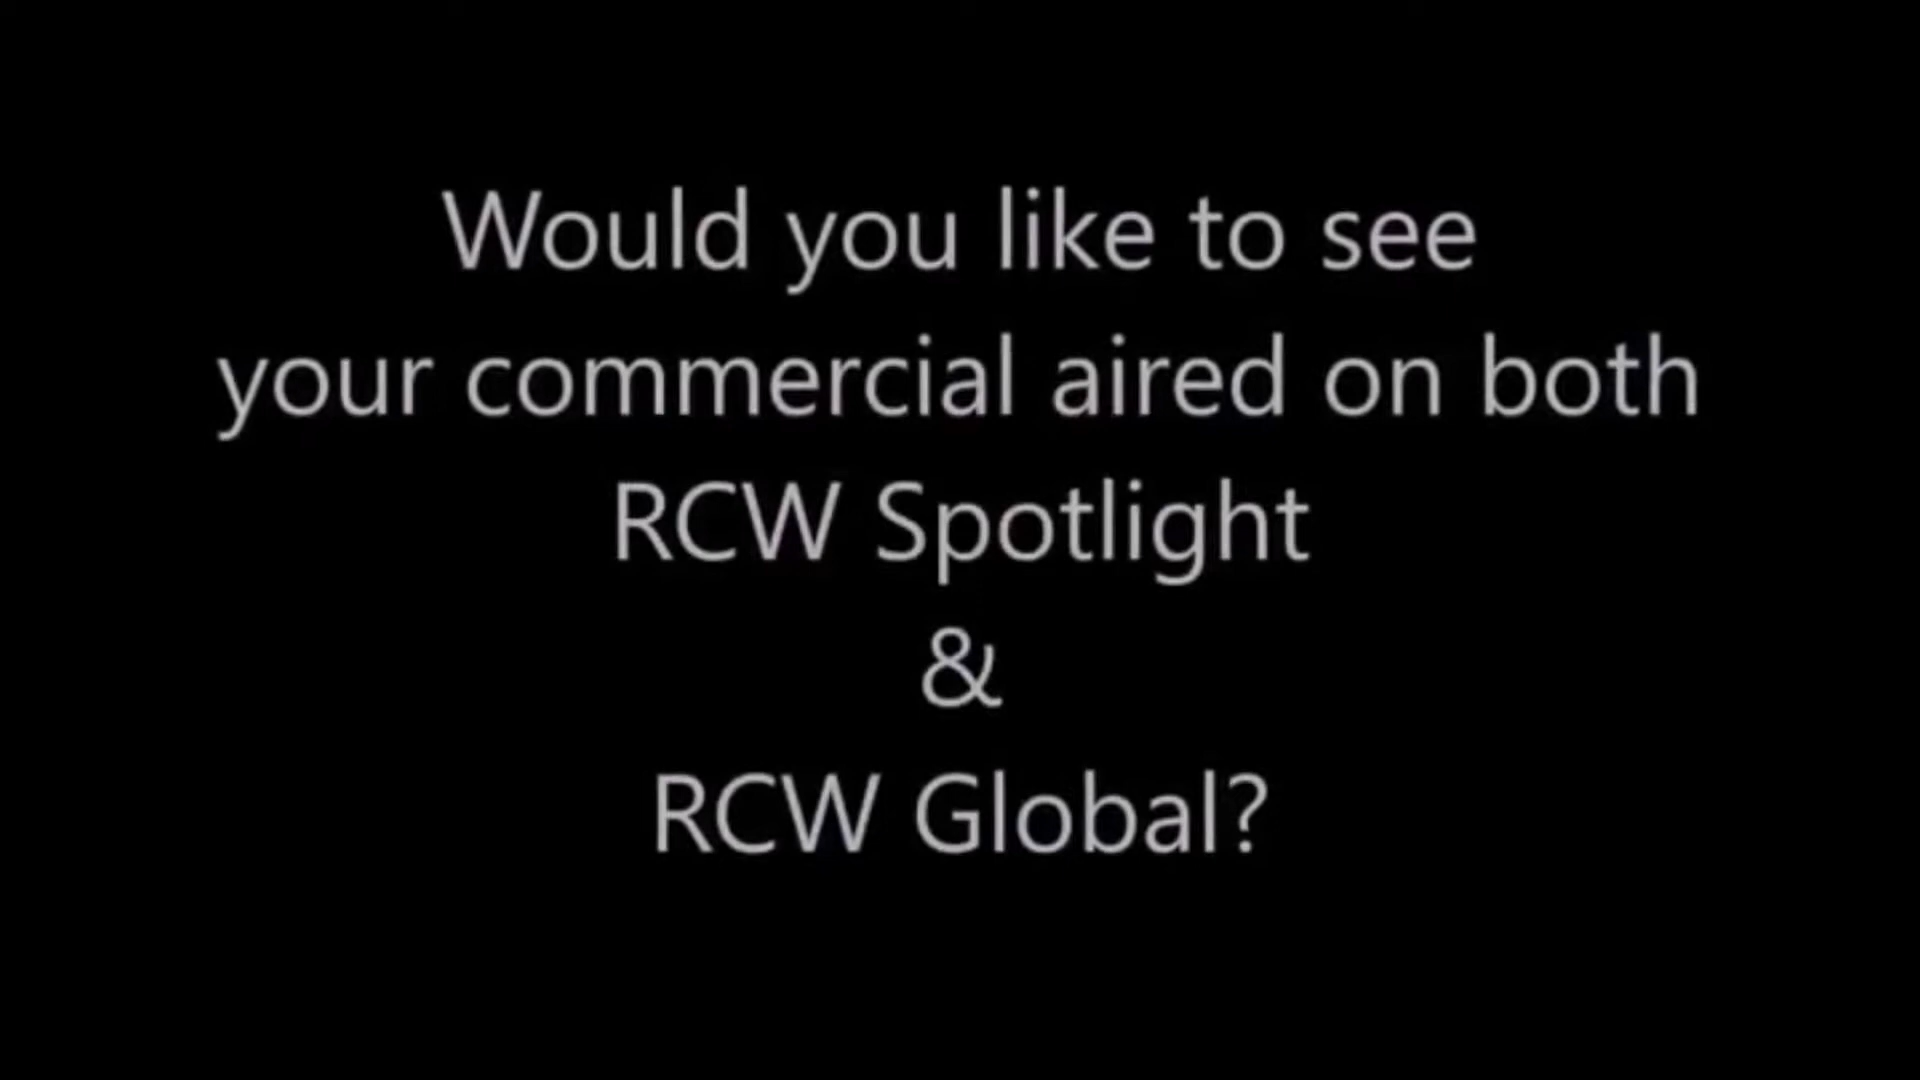 Would you like to see
your commercial aired on both
RCW Spotlight
&
RCW Global?